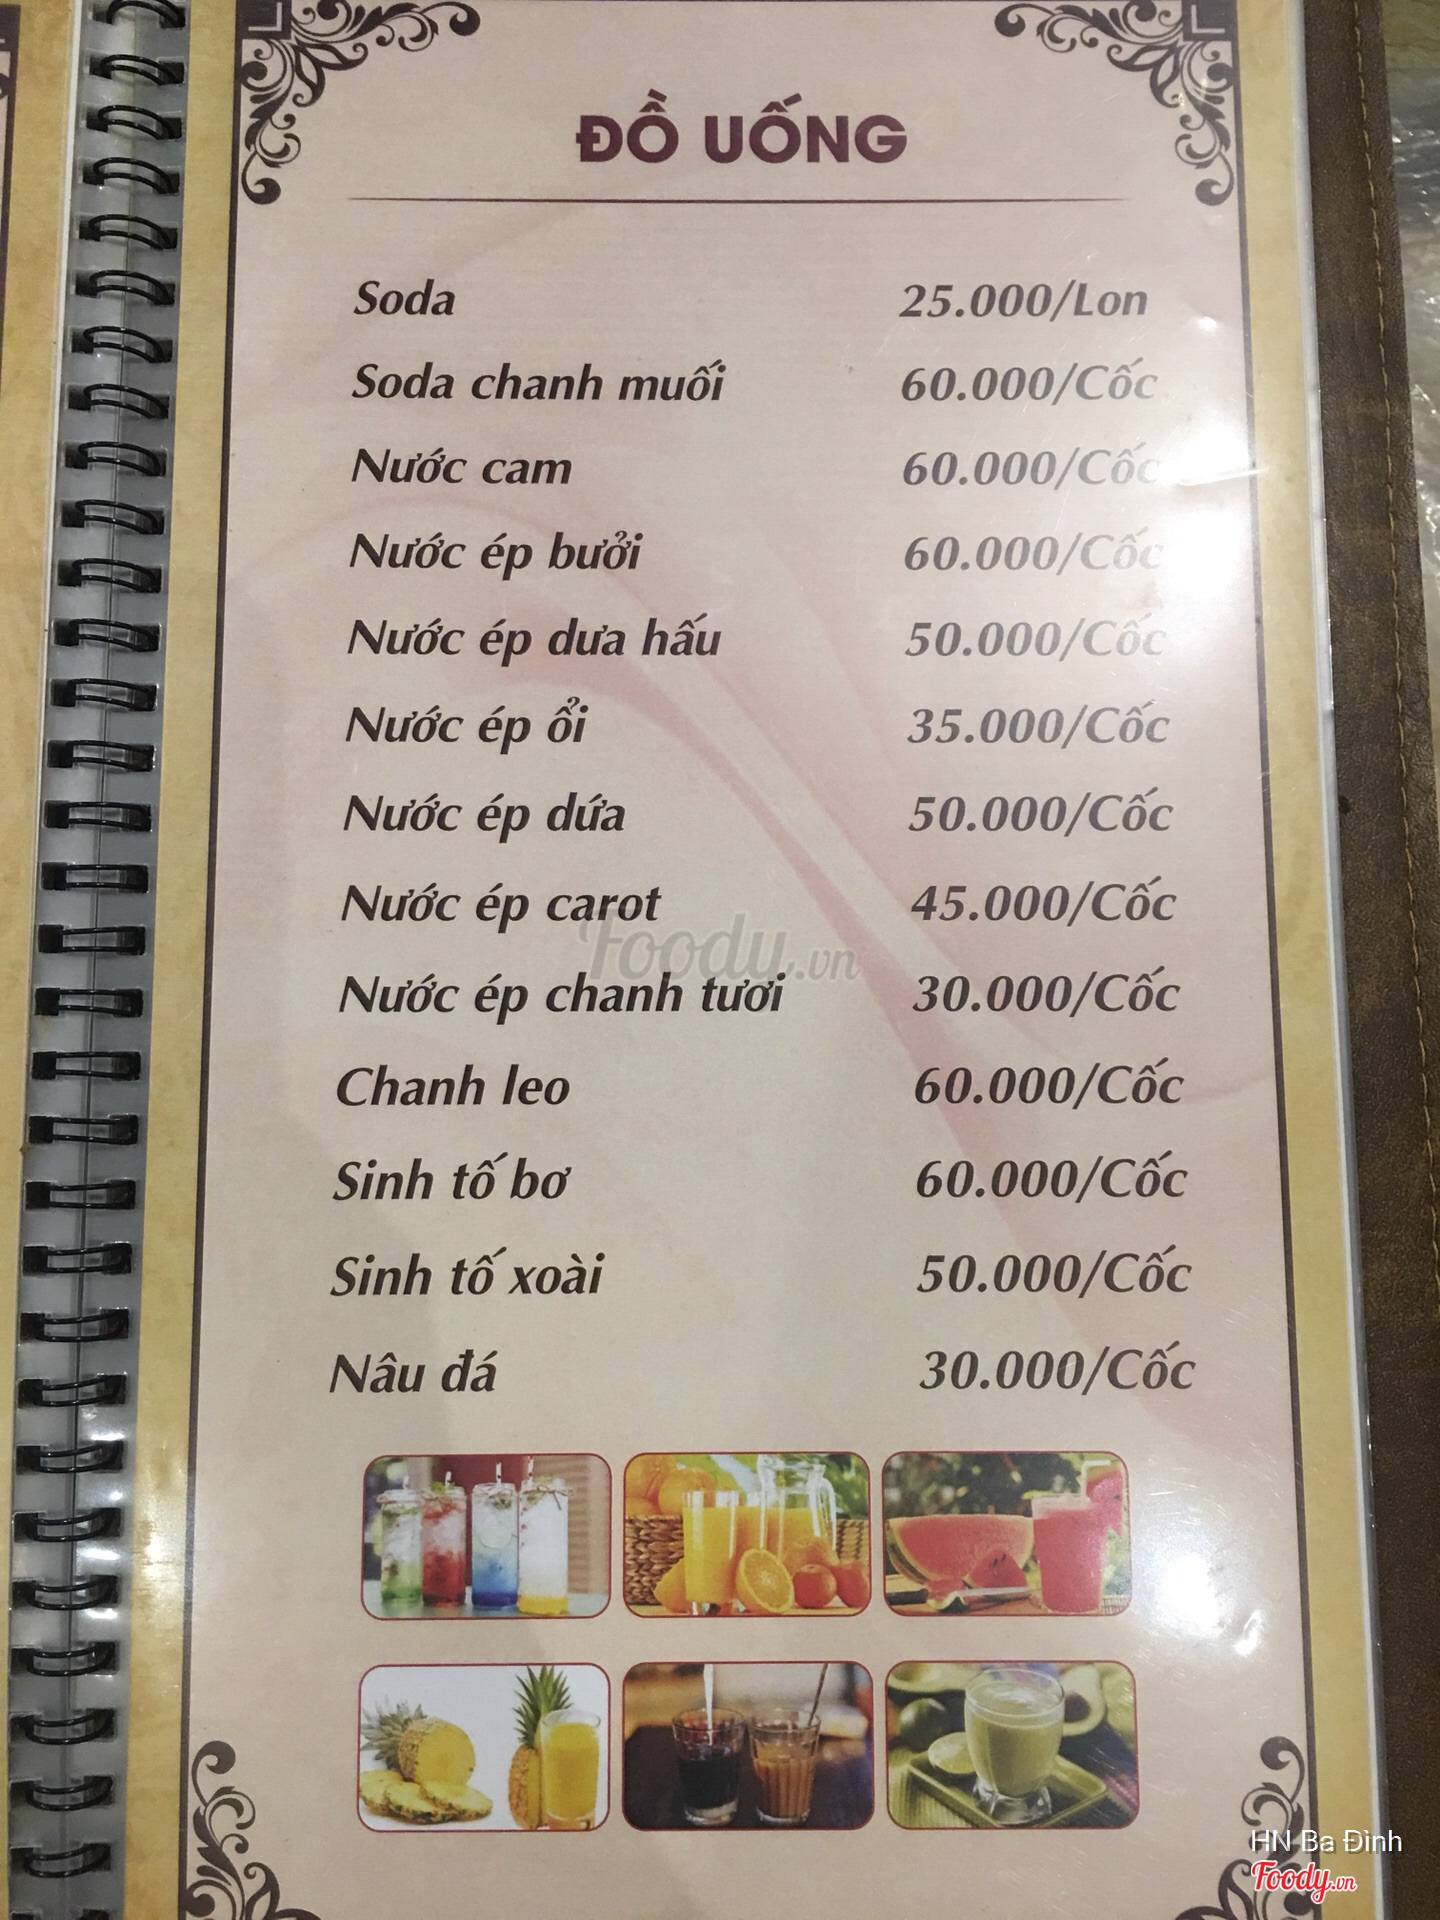 ĐỒ UỐNG
Soda 25.000/Lon
Soda chanh muối 60.000/Cốc
Nước cam 60.000/Cốc
Nước ép bưởi 60.000/Cốc
Nước ép dưa hấu 50.000/Cốc
Nước ép ổi 35.000/Cốc
Nước ép dứa 50.000/Cốc
Nước ép carot 45.000/Cốc
Foody.vn
Nước ép chanh tươi 30.000/Cốc
Chanh leo 60.000/Cốc
Sinh tố bơ 60.000/Cốc
Sinh tố xoài 50.000/Cốc
Nâu đá 30.000/Cốc
HN Ba Đình
Foody.vn